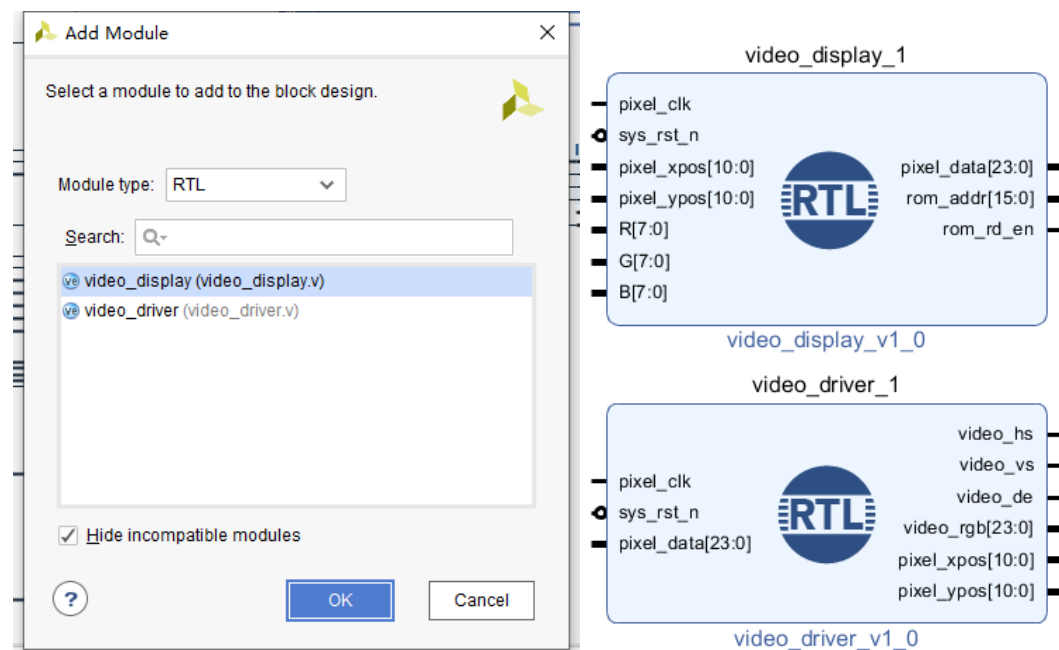 Add Module
Select a module to add to the block design.
Module type: RTL
Search: Q
video_display (video_display.v)
video_driver (video_driver.v)
Hide incompatible modules
? OK Cancel
video_display_1
pixel_clk
sys_rst_n
pixel_xpos[10:0]
pixel_ypos[10:0]
R[7:0]
G[7:0]
B[7:0]
RTL
pixel_data[23:0]
rom_addr[15:0]
rom_rd_en
video_display_v1_0
video_driver_1
pixel_clk
sys_rst_n
pixel_data[23:0]
RTL
video_hs
video_vs
video_de
video_rgb[23:0]
pixel_xpos[10:0]
pixel_ypos[10:0]
video_driver_v1_0